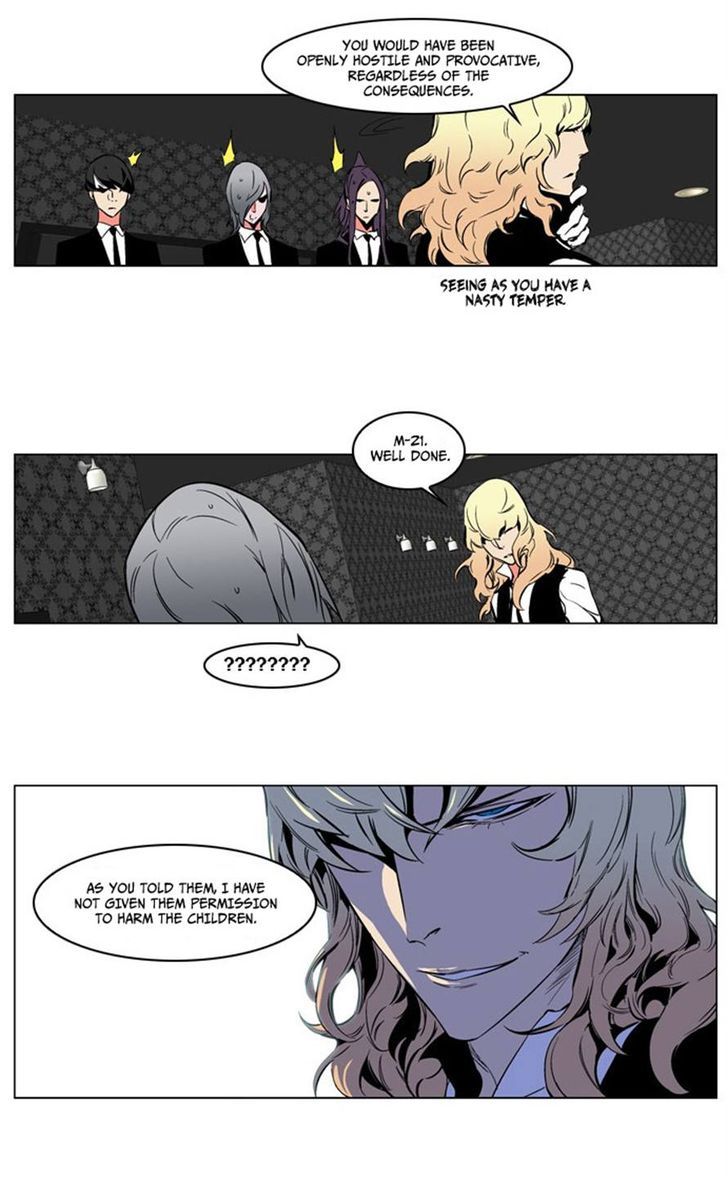 YOU WOULD HAVE BEEN
OPENLY HOSTILE AND PROVOCATIVE,
REGARDLESS OF THE
CONSEQUENCES.
SEEING AS YOU HAVE A
NASTY TEMPER.
M-21.
WELL DONE.
????????
AS YOU TOLD THEM, I HAVE
NOT GIVEN THEM PERMISSION
TO HARM THE CHILDREN.